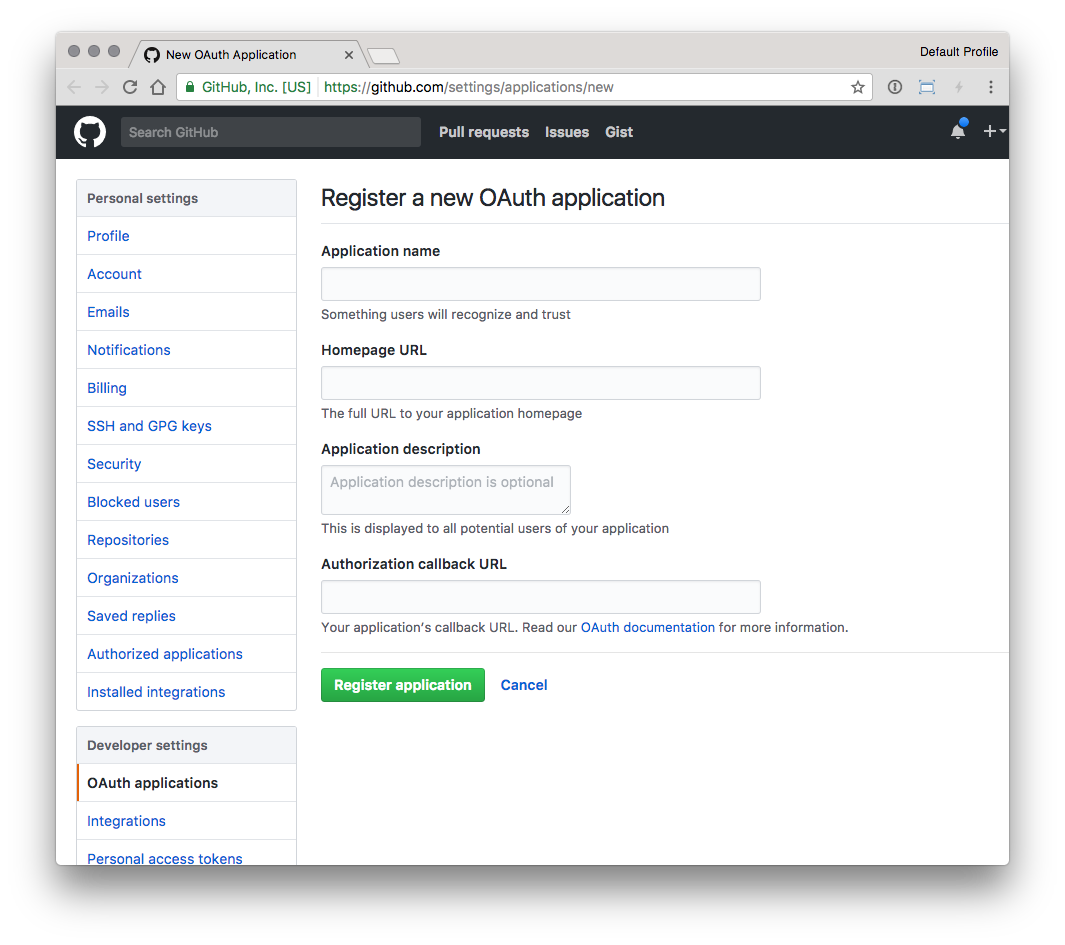 New OAuth Application
Default Profile
GitHub, Inc. [US] https://github.com/settings/applications/new
Search GitHub
Pull requests Issues Gist
Personal settings
Profile
Account
Emails
Notifications
Billing
SSH and GPG keys
Security
Blocked users
Repositories
Organizations
Saved replies
Authorized applications
Installed integrations
Developer settings
OAuth applications
Integrations
Personal access tokens
Register a new OAuth application
Application name
Something users will recognize and trust
Homepage URL
The full URL to your application homepage
Application description
Application description is optional
This is displayed to all potential users of your application
Authorization callback URL
Your application’s callback URL. Read our OAuth documentation for more information.
Register application Cancel